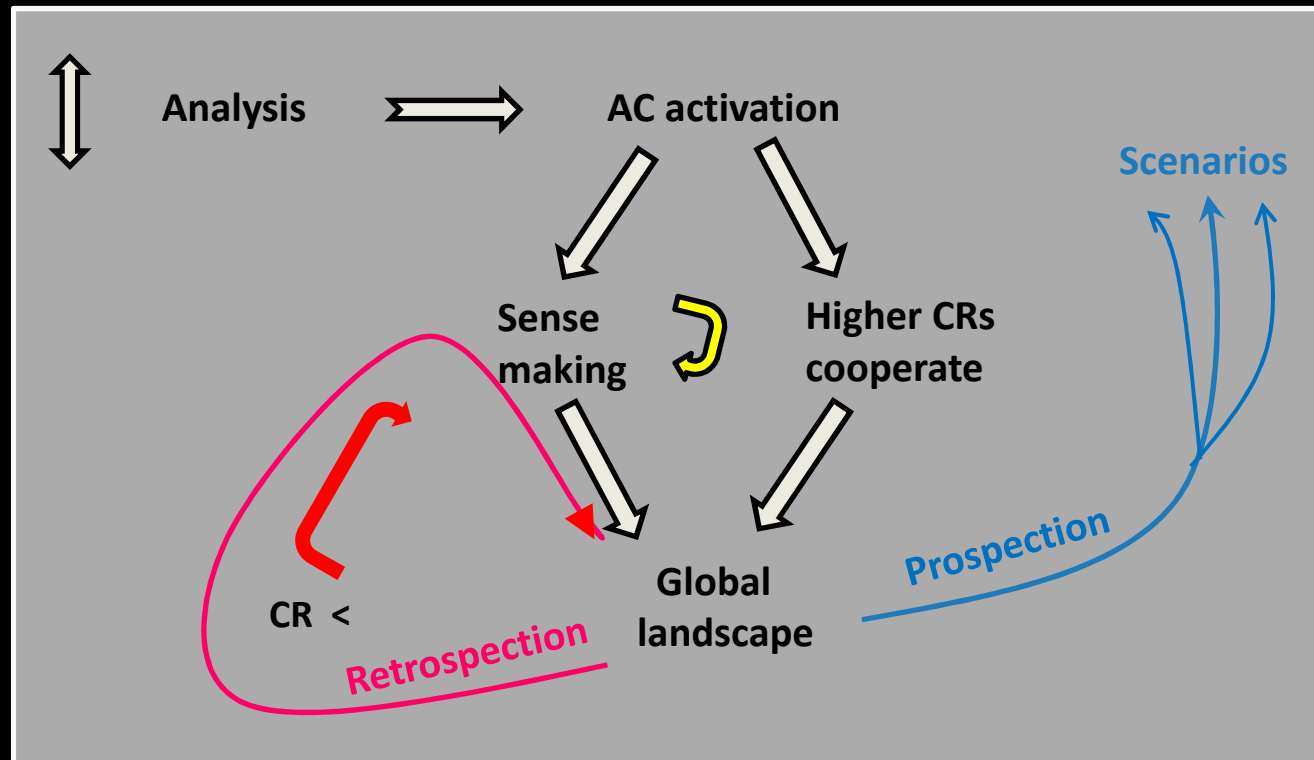 Analysis
AC activation
Scenarios
Sense
making
Higher CRs
cooperate
Prospection
Global
landscape
CR <
Retrospection